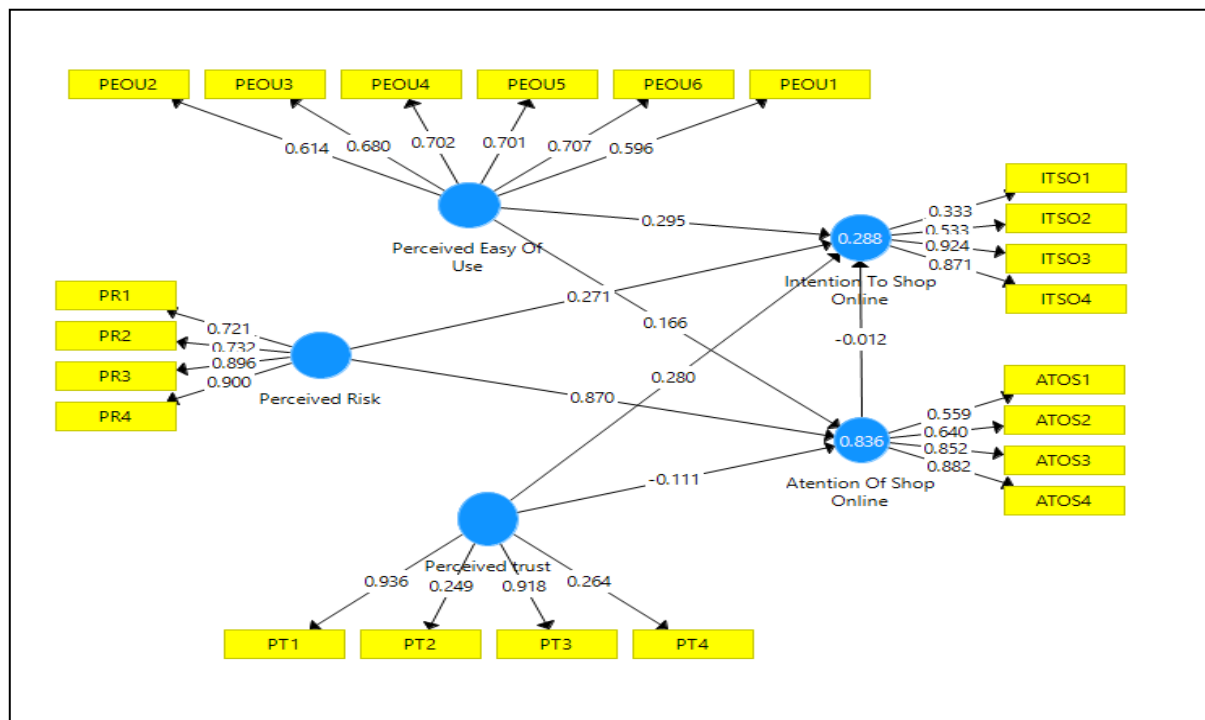 PEOU2 PEOU3 PEOU4 PEOU5 PEOU6 PEOU1
0.614 0.680 0.702 0.701 0.707 0.596
Perceived Easy Of
Use
0.295
0.271
0.166
0.280
0.870
-0.111
-0.012
PR1
PR2
PR3
PR4
0.721
0.732
0.896
0.900
Perceived Risk
0.288
Intention To Shop
Online
ITSO1
ITSO2
ITSO3
ITSO4
0.333
0.533
0.924
0.871
0.836
Atention Of Shop
Online
ATOS1
ATOS2
ATOS3
ATOS4
0.559
0.640
0.852
0.882
Perceived trust
0.936 0.249 0.918 0.264
PT1 PT2 PT3 PT4